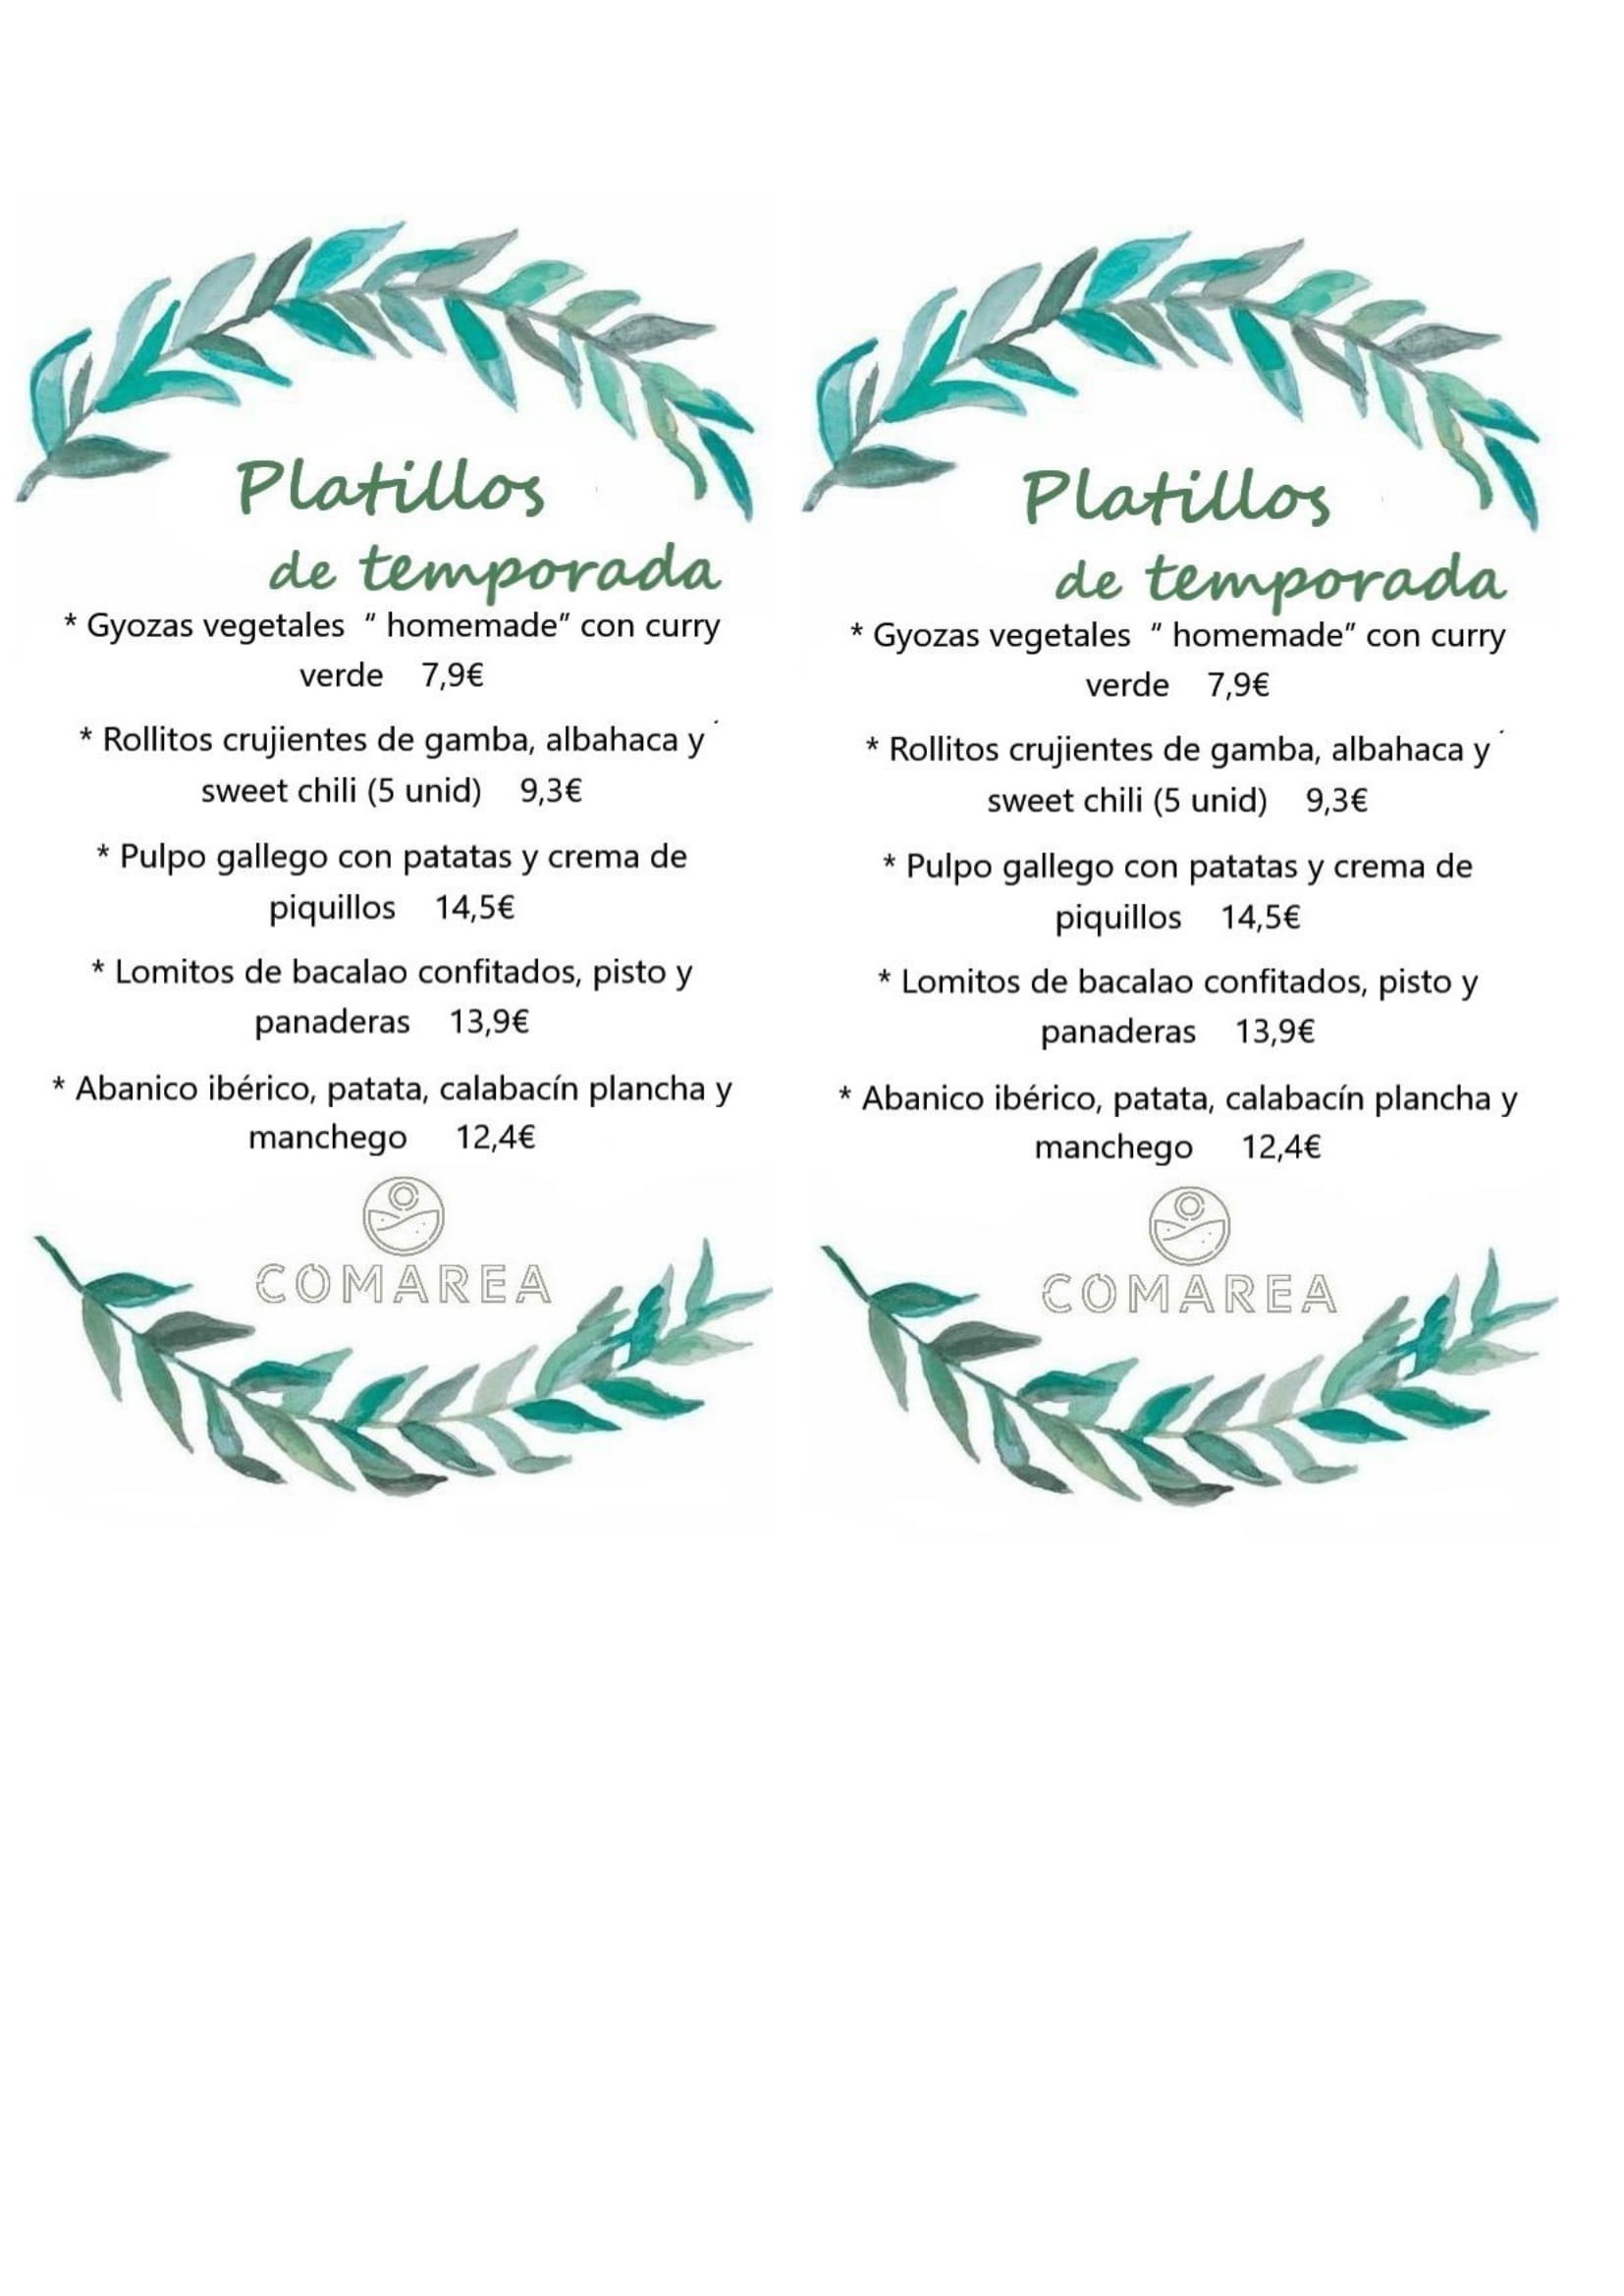 Platillos
de temporada
* Gyozas vegetales “ homemade” con curry
verde 7,9€
* Rollitos crujientes de gamba, albahaca y´
sweet chili (5 unid) 9,3€
* Pulpo gallego con patatas y crema de
piquillos 14,5€
* Lomitos de bacalao confitados, pisto y
panaderas 13,9€
* Abanico ibérico, patata, calabacín plancha y
manchego 12,4€
COMAREA
Platillos
de temporada
* Gyozas vegetales “ homemade” con curry
verde 7,9€
* Rollitos crujientes de gamba, albahaca y´
sweet chili (5 unid) 9,3€
* Pulpo gallego con patatas y crema de
piquillos 14,5€
* Lomitos de bacalao confitados, pisto y
panaderas 13,9€
* Abanico ibérico, patata, calabacín plancha y
manchego 12,4€
COMAREA